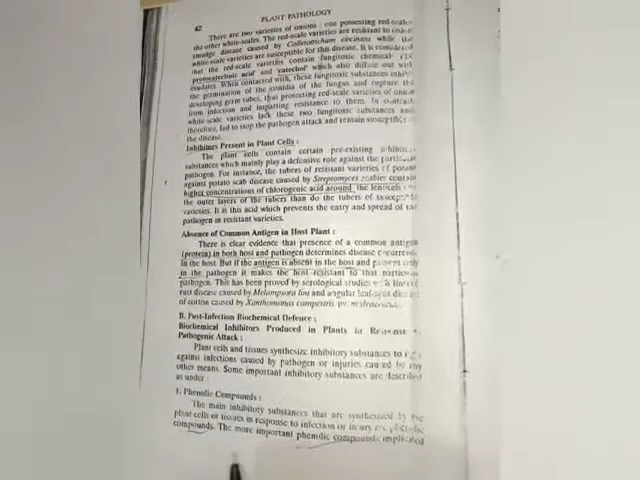 42
PLANT PATHOLOGY
There are two varieties of onions : one possessing red-scales
the other white-scales. The red-scale varieties are resistant to onion
smudge disease caused by Colletotrichum circinans while the
white-scale varieties are susceptible for this disease. It is considered
that the red-scale varieties contain fungitoxic chemicals
protocatechuic acid' and 'catechol' which also diffuse out with
exudates. When contacted with, these fungitoxic substances inhibit
the germination of the conidia of the fungus and rupture the
developing germ tubes, thus protecting red-scale varieties of onion
from infection and imparting resistance to them. In contrast,
white-scale varieties lack these two fungitoxic substances and
therefore, fail to stop the pathogen attack and remain susceptible
the disease.
Inhibitors Present in Plant Cells :
The plant cells contain certain pre-existing inhibitory
substances which mainly play a defensive role against the particular
pathogen. For instance, the tubers of resistant varieties of potato
against potato scab disease caused by Streptomyces scabies contain
higher concentrations of chlorogenic acid around the lenticels
the outer layers of the tubers than do the tubers of susceptible
varieties. It is this acid which prevents the entry and spread of the
pathogen in resistant varieties.
Absence of Common Antigen in Host Plant :
There is clear evidence that presence of a common antigen
(protein) in both host and pathogen determines disease occurrence
in the host. But if the antigen is absent in the host and present only
in the pathogen it makes the host resistant to that particular
pathogen. This has been proved by serological studies
rust disease caused by Melampsora lini and angular leaf spot disease
of cotton caused by Xanthomonas campestris pv. malvacearum.
B. Post-Infection Biochemical Defence :
Biochemical Inhibitors Produced in Plants in Response
Pathogenic Attack :
Plant cells and tissues synthesize inhibitory substances to
against infections caused by pathogen or injuries caused by any
other means. Some important inhibitory substances are described
as under :
1. Phenolic Compounds :
The main inhibitory substances that are synthesized by the
plant cells or tissues in response to infection or injury are phenolic
compounds. The more important phenolic compounds implicated